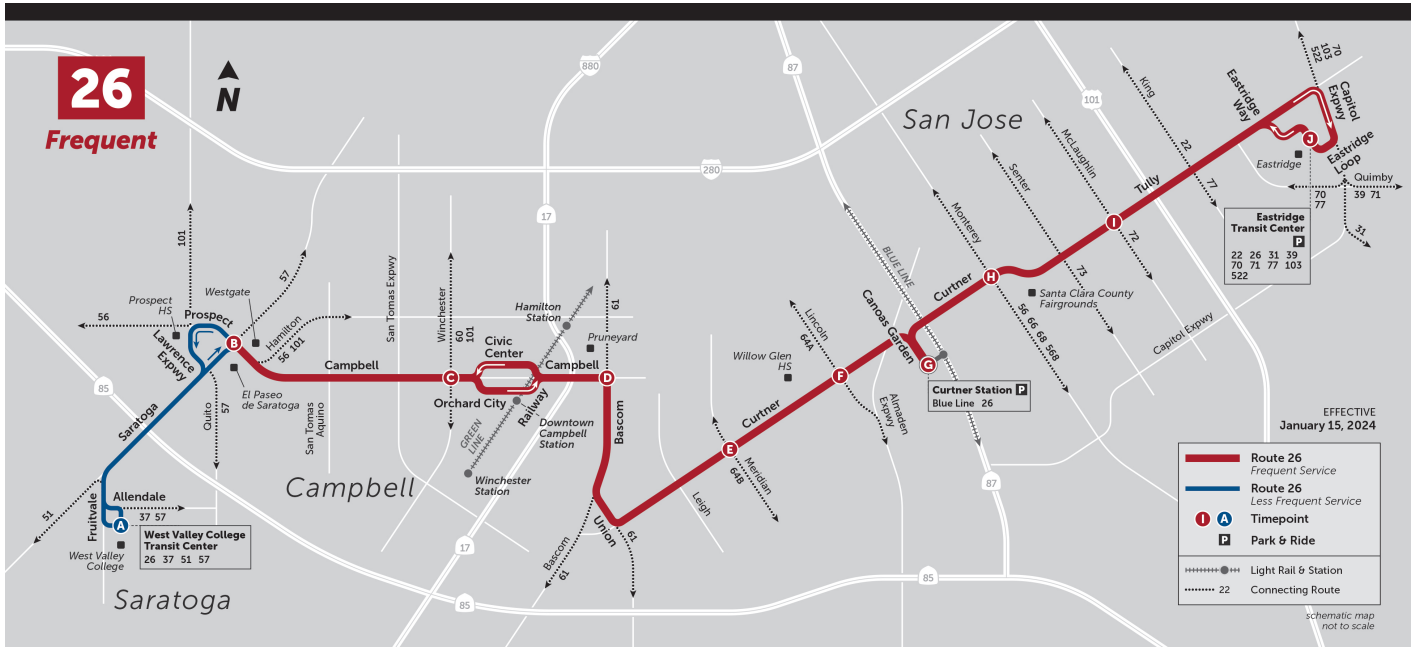 26
Frequent
N
880
87
101
280
17
San Jose
70
103
522
Capitol
Expwy
Eastridge
Way
Eastridge
Loop
J
Eastridge
Quimby
70
77
39 71
31
Eastridge
Transit Center
P
22 26 31 39
70 71 77 103
522
King
22
77
McLaughlin
72
Tully
I
Senter
73
Monterey
56 66 68 568
H
Santa Clara County
Fairgrounds
Capitol Expwy
BLUE LINE
Curtner
Canoas Garden
G
Curtner Station P
Blue Line 26
Lincoln
64A
Willow Glen
HS
F
Almaden
Expwy
Curtner
E
Meridian
64B
Leigh
101
57
Prospect
HS
Westgate
56
Prospect
Lawrence
Expwy
B
Hamilton
56 101
El Paseo
de Saratoga
Quito
57
San Tomas Expwy
Campbell
San Tomas
Aquino
Winchester
60
101
C
Civic
Center
Orchard City
Railway
Hamilton
Station
Pruneyard
61
Campbell
D
Bascom
GREEN
LINE
Downtown
Campbell
Station
Winchester
Station
Union
61
Bascom
61
85
Saratoga
Campbell
Fruitvale
Allendale
37 57
51
A
West Valley
College
West Valley College
Transit Center
26 37 51 57
Saratoga
17
85
85
87
EFFECTIVE
January 15, 2024
Route 26
Frequent Service
Route 26
Less Frequent Service
I A Timepoint
P Park & Ride
Light Rail & Station
22 Connecting Route
schematic map
not to scale